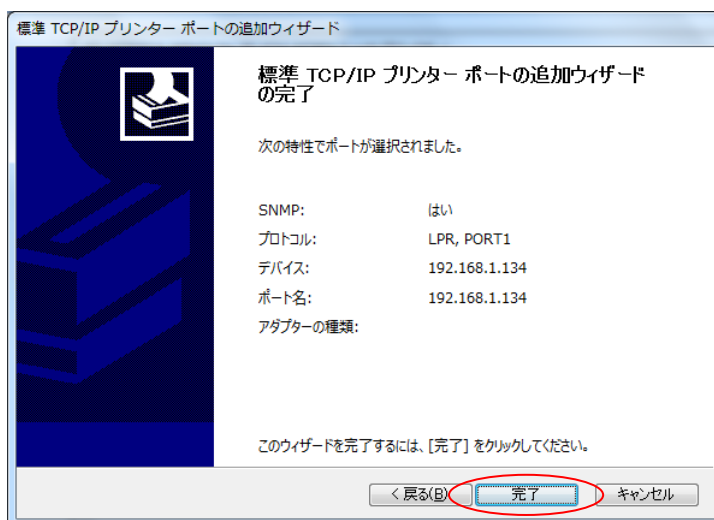 標準 TCP/IP プリンター ポートの追加ウィザード
標準 TCP/IP プリンター ポートの追加ウィザード
の完了
次の特性でポートが選択されました。
SNMP: はい
プロトコル: LPR, PORT1
デバイス: 192.168.1.134
ポート名: 192.168.1.134
アダプターの種類:
このウィザードを完了するには、[完了] をクリックしてください。
< 戻る(B) 完了 キャンセル